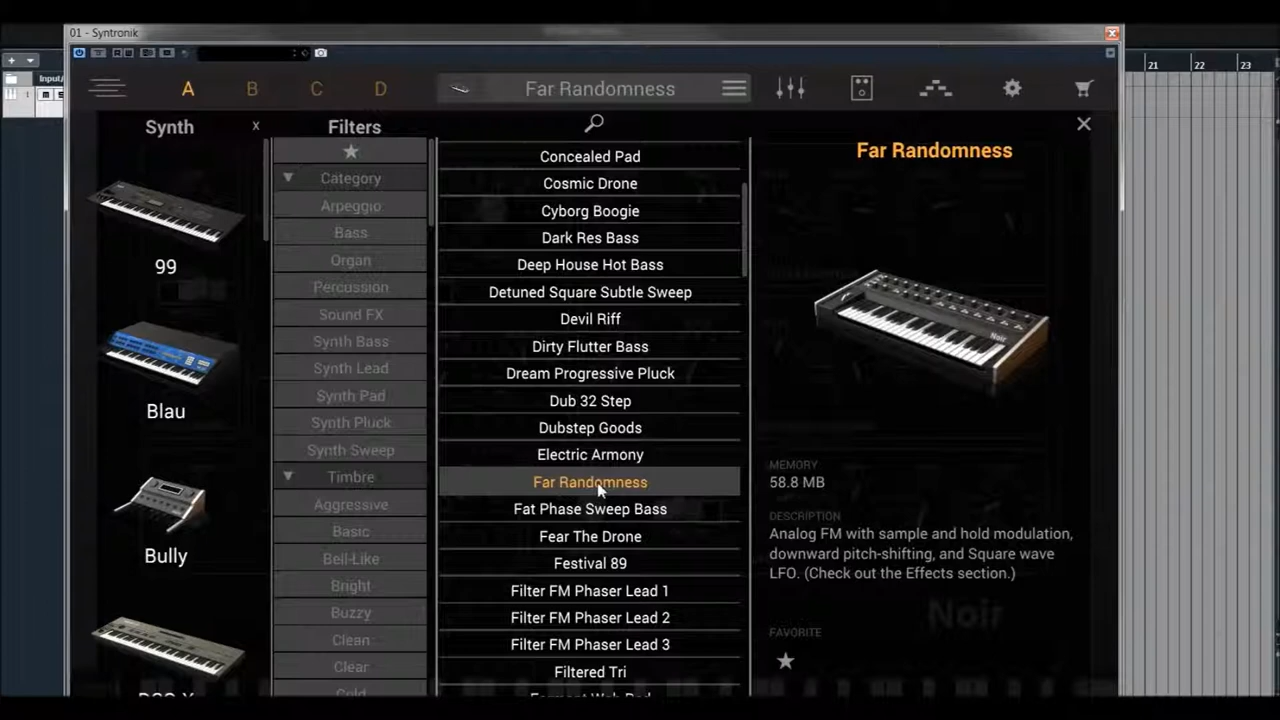 01 - Syntronik
Input/
21 22 23
A B C D
Far Randomness
Synth x
99
Blau
Bully
Filters
Category
Arpeggio
Bass
Organ
Percussion
Sound FX
Synth Bass
Synth Lead
Synth Pad
Synth Pluck
Synth Sweep
Timbre
Aggressive
Basic
Bell-Like
Bright
Buzzy
Clean
Clear
Cold
Concealed Pad
Cosmic Drone
Cyborg Boogie
Dark Res Bass
Deep House Hot Bass
Detuned Square Subtle Sweep
Devil Riff
Dirty Flutter Bass
Dream Progressive Pluck
Dub 32 Step
Dubstep Goods
Electric Armony
Far Randomness
Fat Phase Sweep Bass
Fear The Drone
Festival 89
Filter FM Phaser Lead 1
Filter FM Phaser Lead 2
Filter FM Phaser Lead 3
Filtered Tri
Far Randomness
Noir
MEMORY
58.8 MB
DESCRIPTION
Analog FM with sample and hold modulation,
downward pitch-shifting, and Square wave
LFO. (Check out the Effects section.)
Noir
FAVORITE